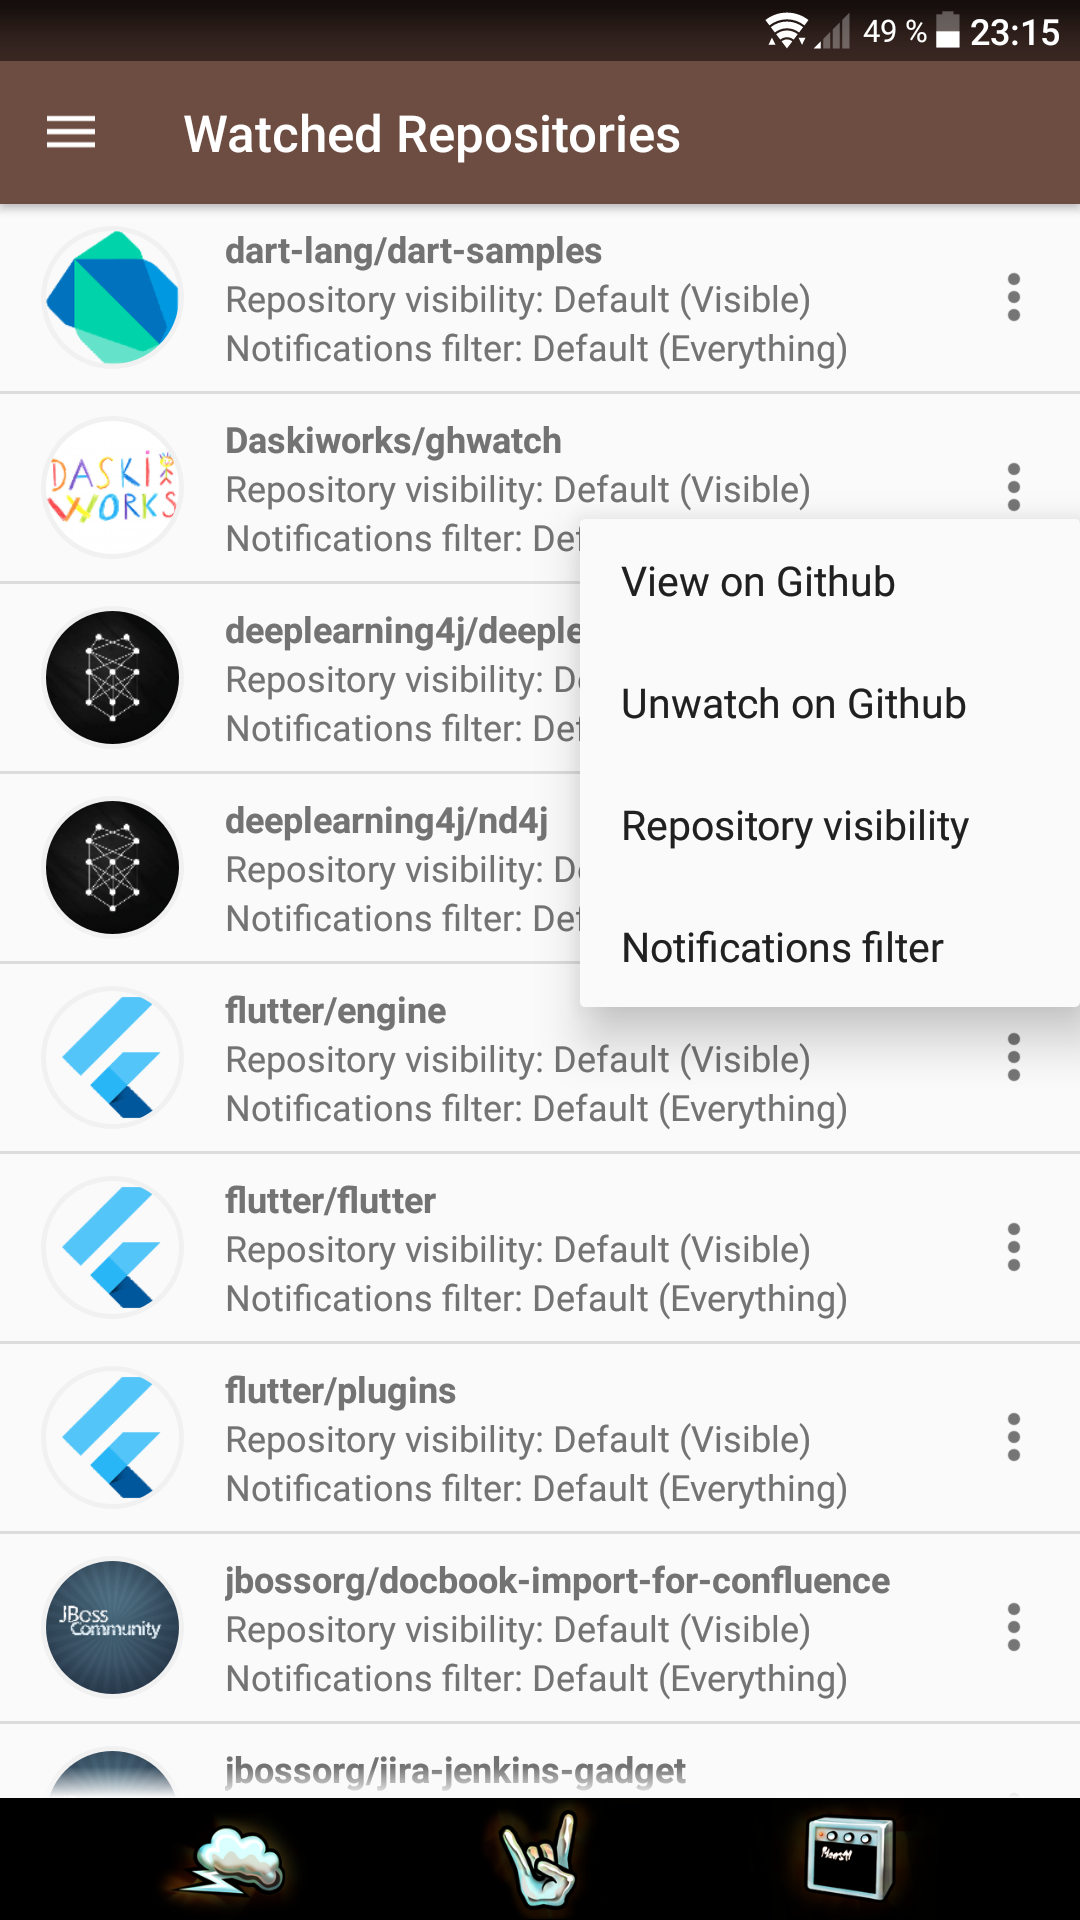 49 % 23:15
Watched Repositories
dart-lang/dart-samples
Repository visibility: Default (Visible)
Notifications filter: Default (Everything)
DASKI
WORKS
Daskiworks/ghwatch
Repository visibility: Default (Visible)
Notifications filter: Def
View on Github
Unwatch on Github
Repository visibility
Notifications filter
deeplearning4j/deeple
Repository visibility: D
Notifications filter: Def
deeplearning4j/nd4j
Repository visibility: D
Notifications filter: Def
flutter/engine
Repository visibility: Default (Visible)
Notifications filter: Default (Everything)
flutter/flutter
Repository visibility: Default (Visible)
Notifications filter: Default (Everything)
flutter/plugins
Repository visibility: Default (Visible)
Notifications filter: Default (Everything)
JBoss
Community
jbossorg/docbook-import-for-confluence
Repository visibility: Default (Visible)
Notifications filter: Default (Everything)
jbossorg/jira-jenkins-gadget